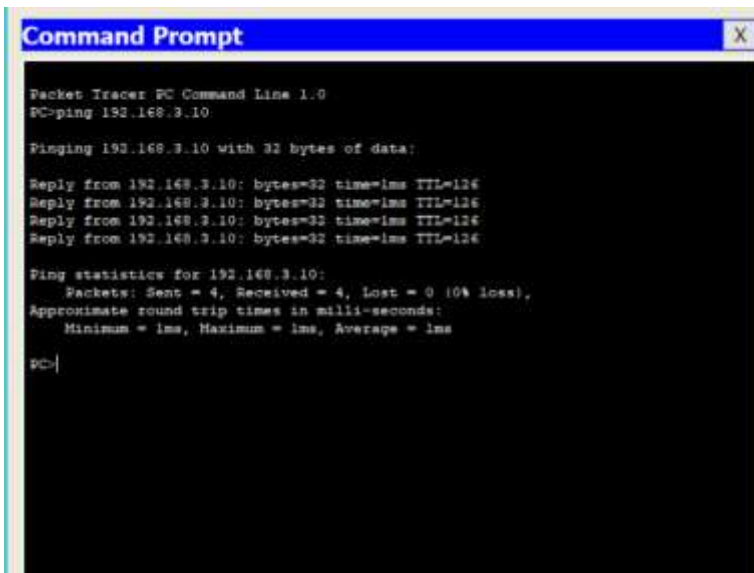 Command Prompt
X
Packet Tracer PC Command Line 1.0
PC>ping 192.168.3.10
Pinging 192.168.3.10 with 32 bytes of data:
Reply from 192.168.3.10: bytes=32 time=1ms TTL=126
Reply from 192.168.3.10: bytes=32 time=1ms TTL=126
Reply from 192.168.3.10: bytes=32 time=1ms TTL=126
Reply from 192.168.3.10: bytes=32 time=1ms TTL=126
Ping statistics for 192.168.3.10:
Packets: Sent = 4, Received = 4, Lost = 0 (0% loss),
Approximate round trip times in milli-seconds:
Minimum = 1ms, Maximum = 1ms, Average = 1ms
PC>